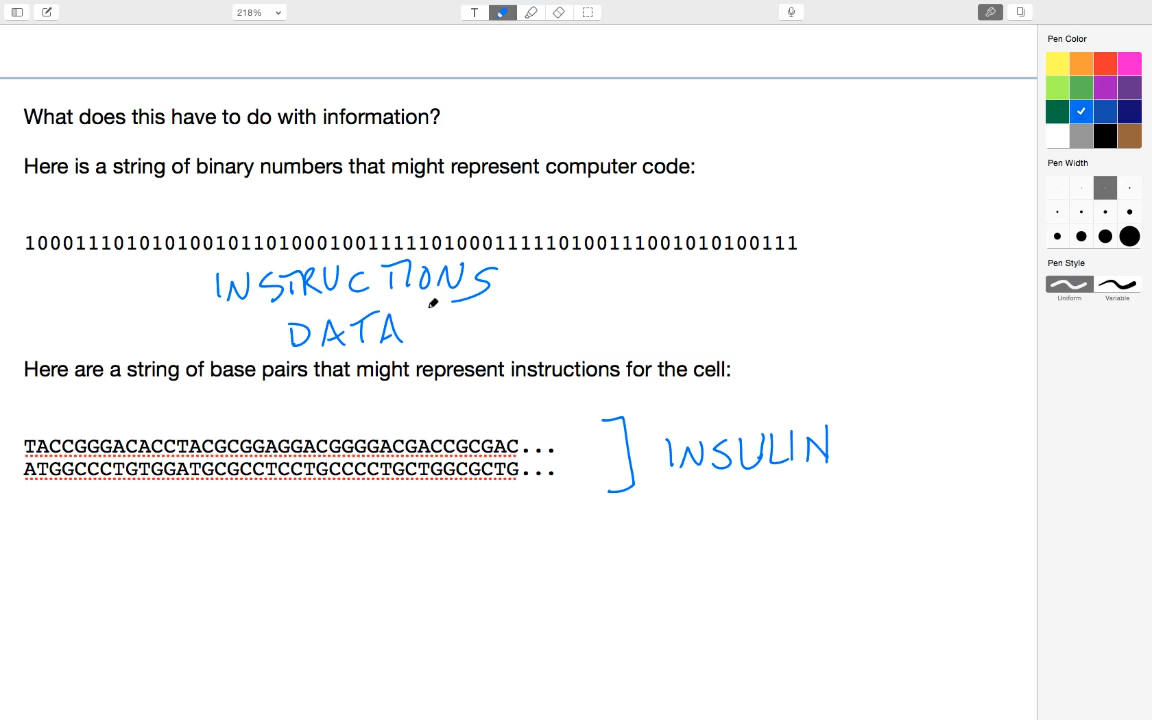 218%
T
Pen Color
What does this have to do with information?
Here is a string of binary numbers that might represent computer code:
Pen Width
10001110101010010110100010011111010001111101001110010101001​11
INSTRUCTIONS
DATA
Pen Style
Uniform
Variable
Here are a string of base pairs that might represent instructions for the cell:
TACCGGGACACCTACGCGGAGGACGGGGACGACCGCGAC...
ATGGCCCTGTGGATGCGCCTCCTGCCCCTGCTGGCGCTG...
INSULIN